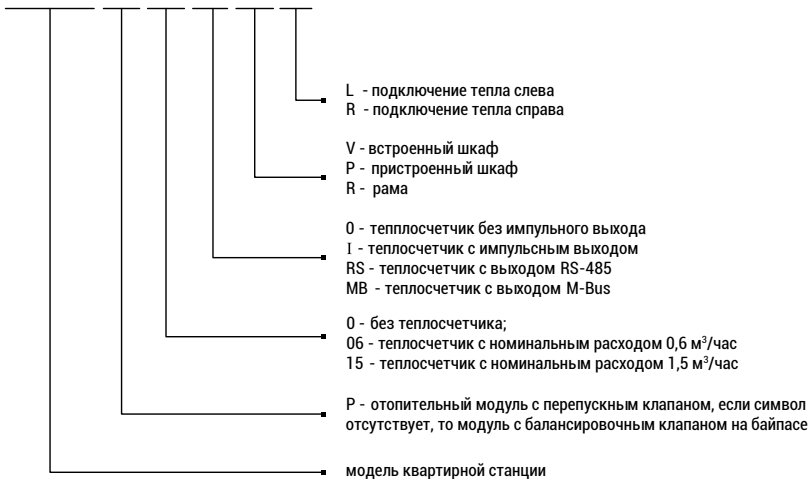 L - подключение тепла слева
R - подключение тепла справа
V - встроенный шкаф
P - пристроенный шкаф
R - рама
0 - тепплосчетчик без импульного выхода
I - теплосчетчик с импульсным выходом
RS - теплосчетчик с выходом RS-485
MB - теплосчетчик с выходом M-Bus
0 - без теплосчетчика;
06 - теплосчетчик с номинальным расходом 0,6 м³/час
15 - теплосчетчик с номинальным расходом 1,5 м³/час
P - отопительный модуль с перепускным клапаном, если символ
отсутствует, то модуль с балансировочным клапаном на байпасе
модель квартирной станции